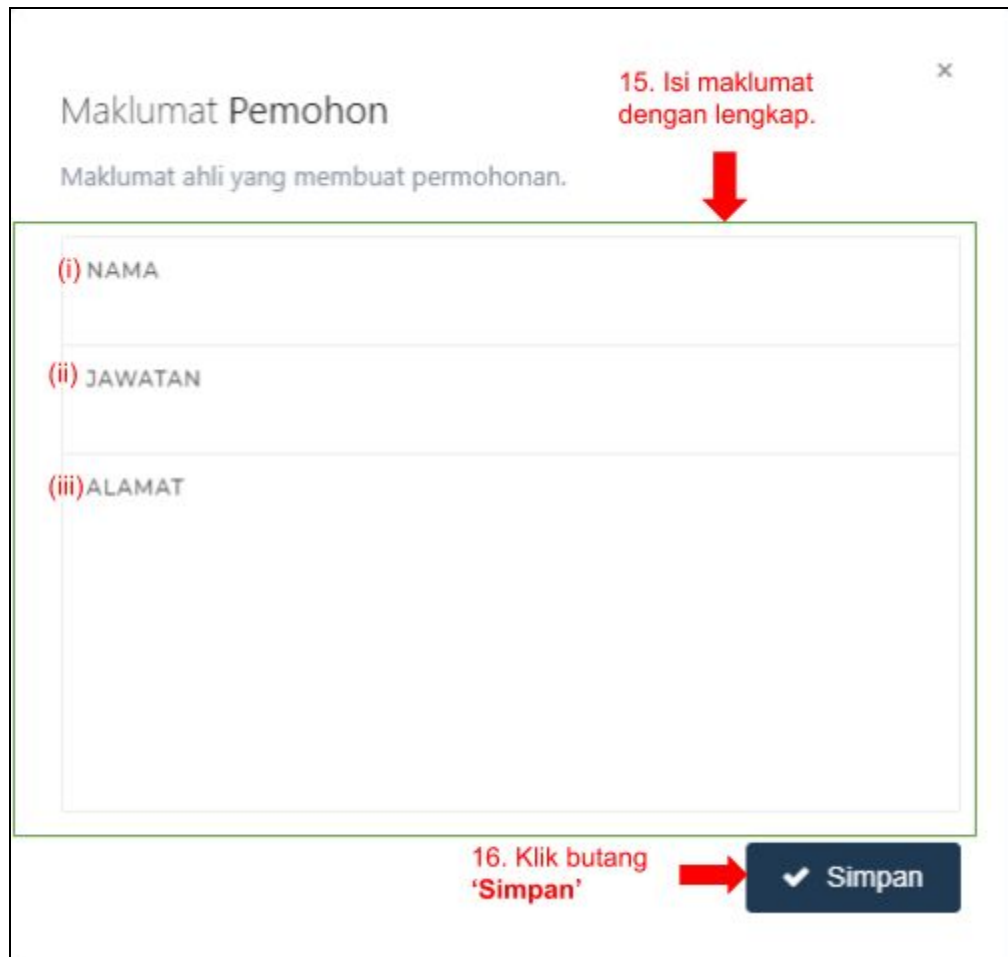 15. Isi maklumat
dengan lengkap.
×
Maklumat Pemohon
Maklumat ahli yang membuat permohonan.
(i) NAMA
(ii) JAWATAN
(iii) ALAMAT
16. Klik butang
‘Simpan’
Simpan